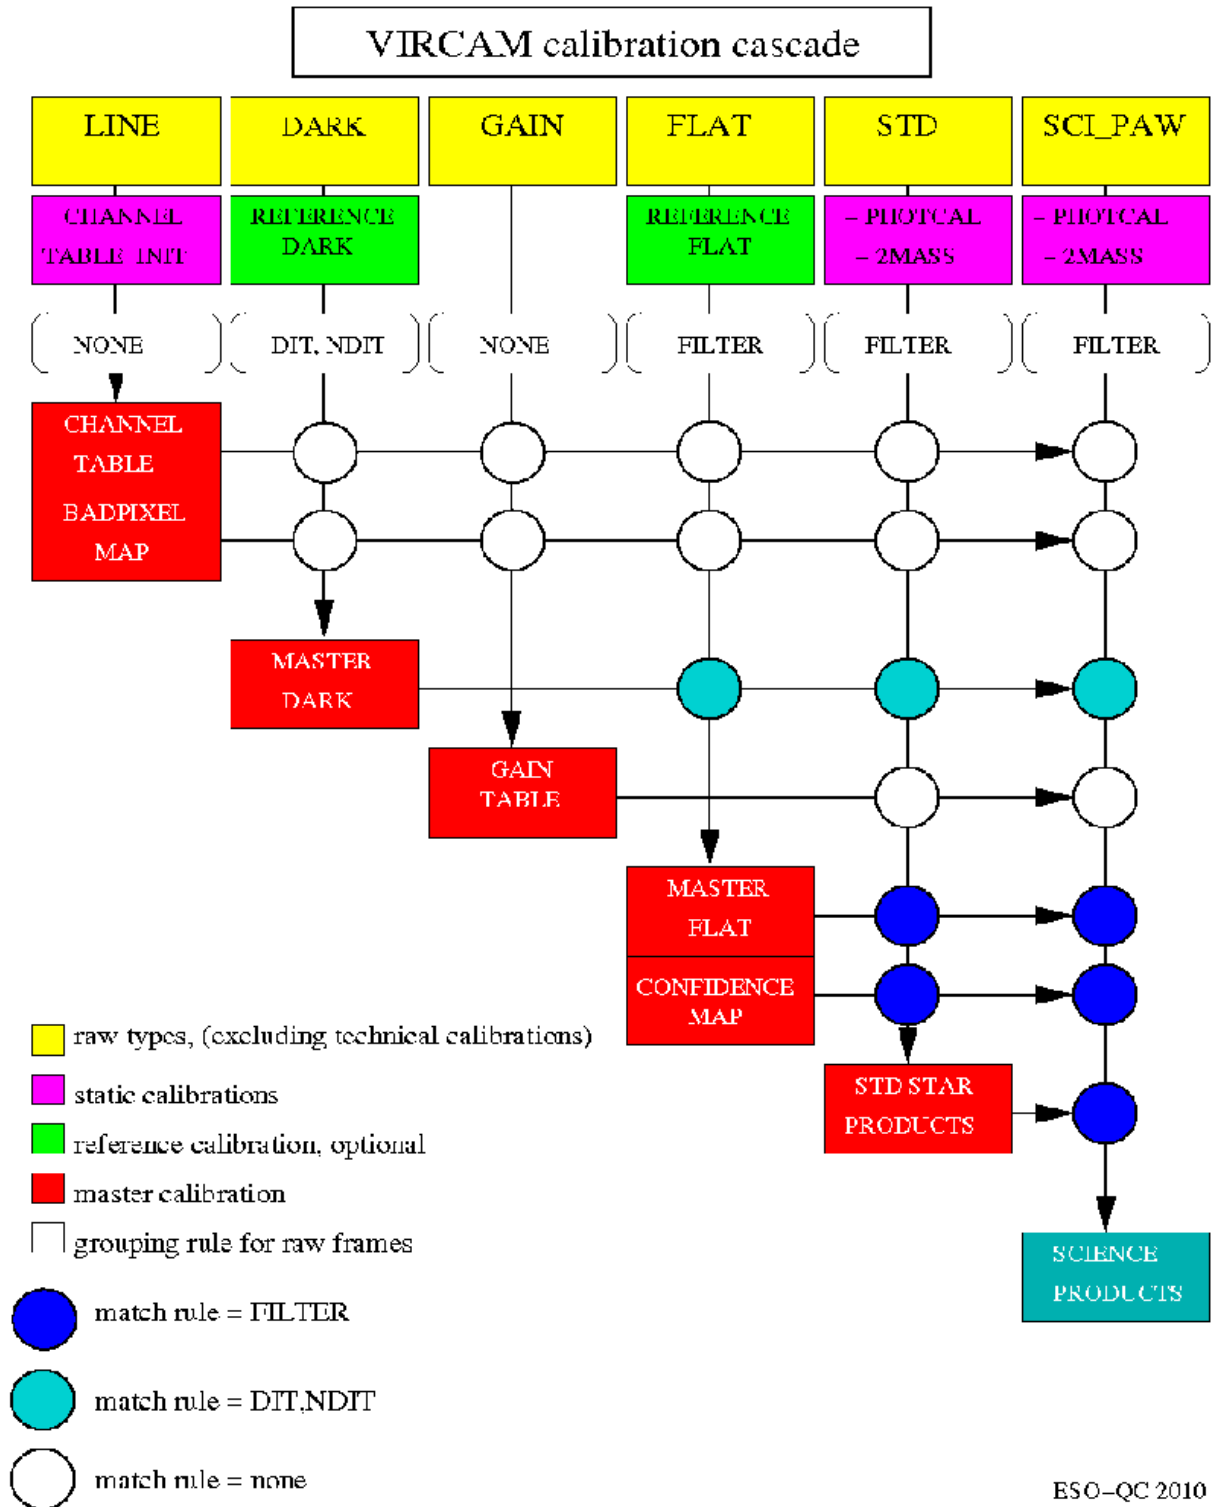 VIRCAM calibration cascade
LINE DARK GAIN FLAT STD SCI_PAW
CHANNEL REFERENCE REFERENCE – PHOTCAL – PHOTCAL
TABLE INIT DARK FLAT – 2MASS – 2MASS
NONE DIT, NDIT NONE FILTER FILTER FILTER
CHANNEL
TABLE
BADPIXEL
MAP
MASTER
DARK
GAIN
TABLE
MASTER
FLAT
CONFIDENCE
MAP
STD STAR
PRODUCTS
SCIENCE
PRODUCTS
raw types, (excluding technical calibrations)
static calibrations
reference calibration, optional
master calibration
grouping rule for raw frames
match rule = FILTER
match rule = DIT,NDIT
match rule = none
ESO–QC 2010